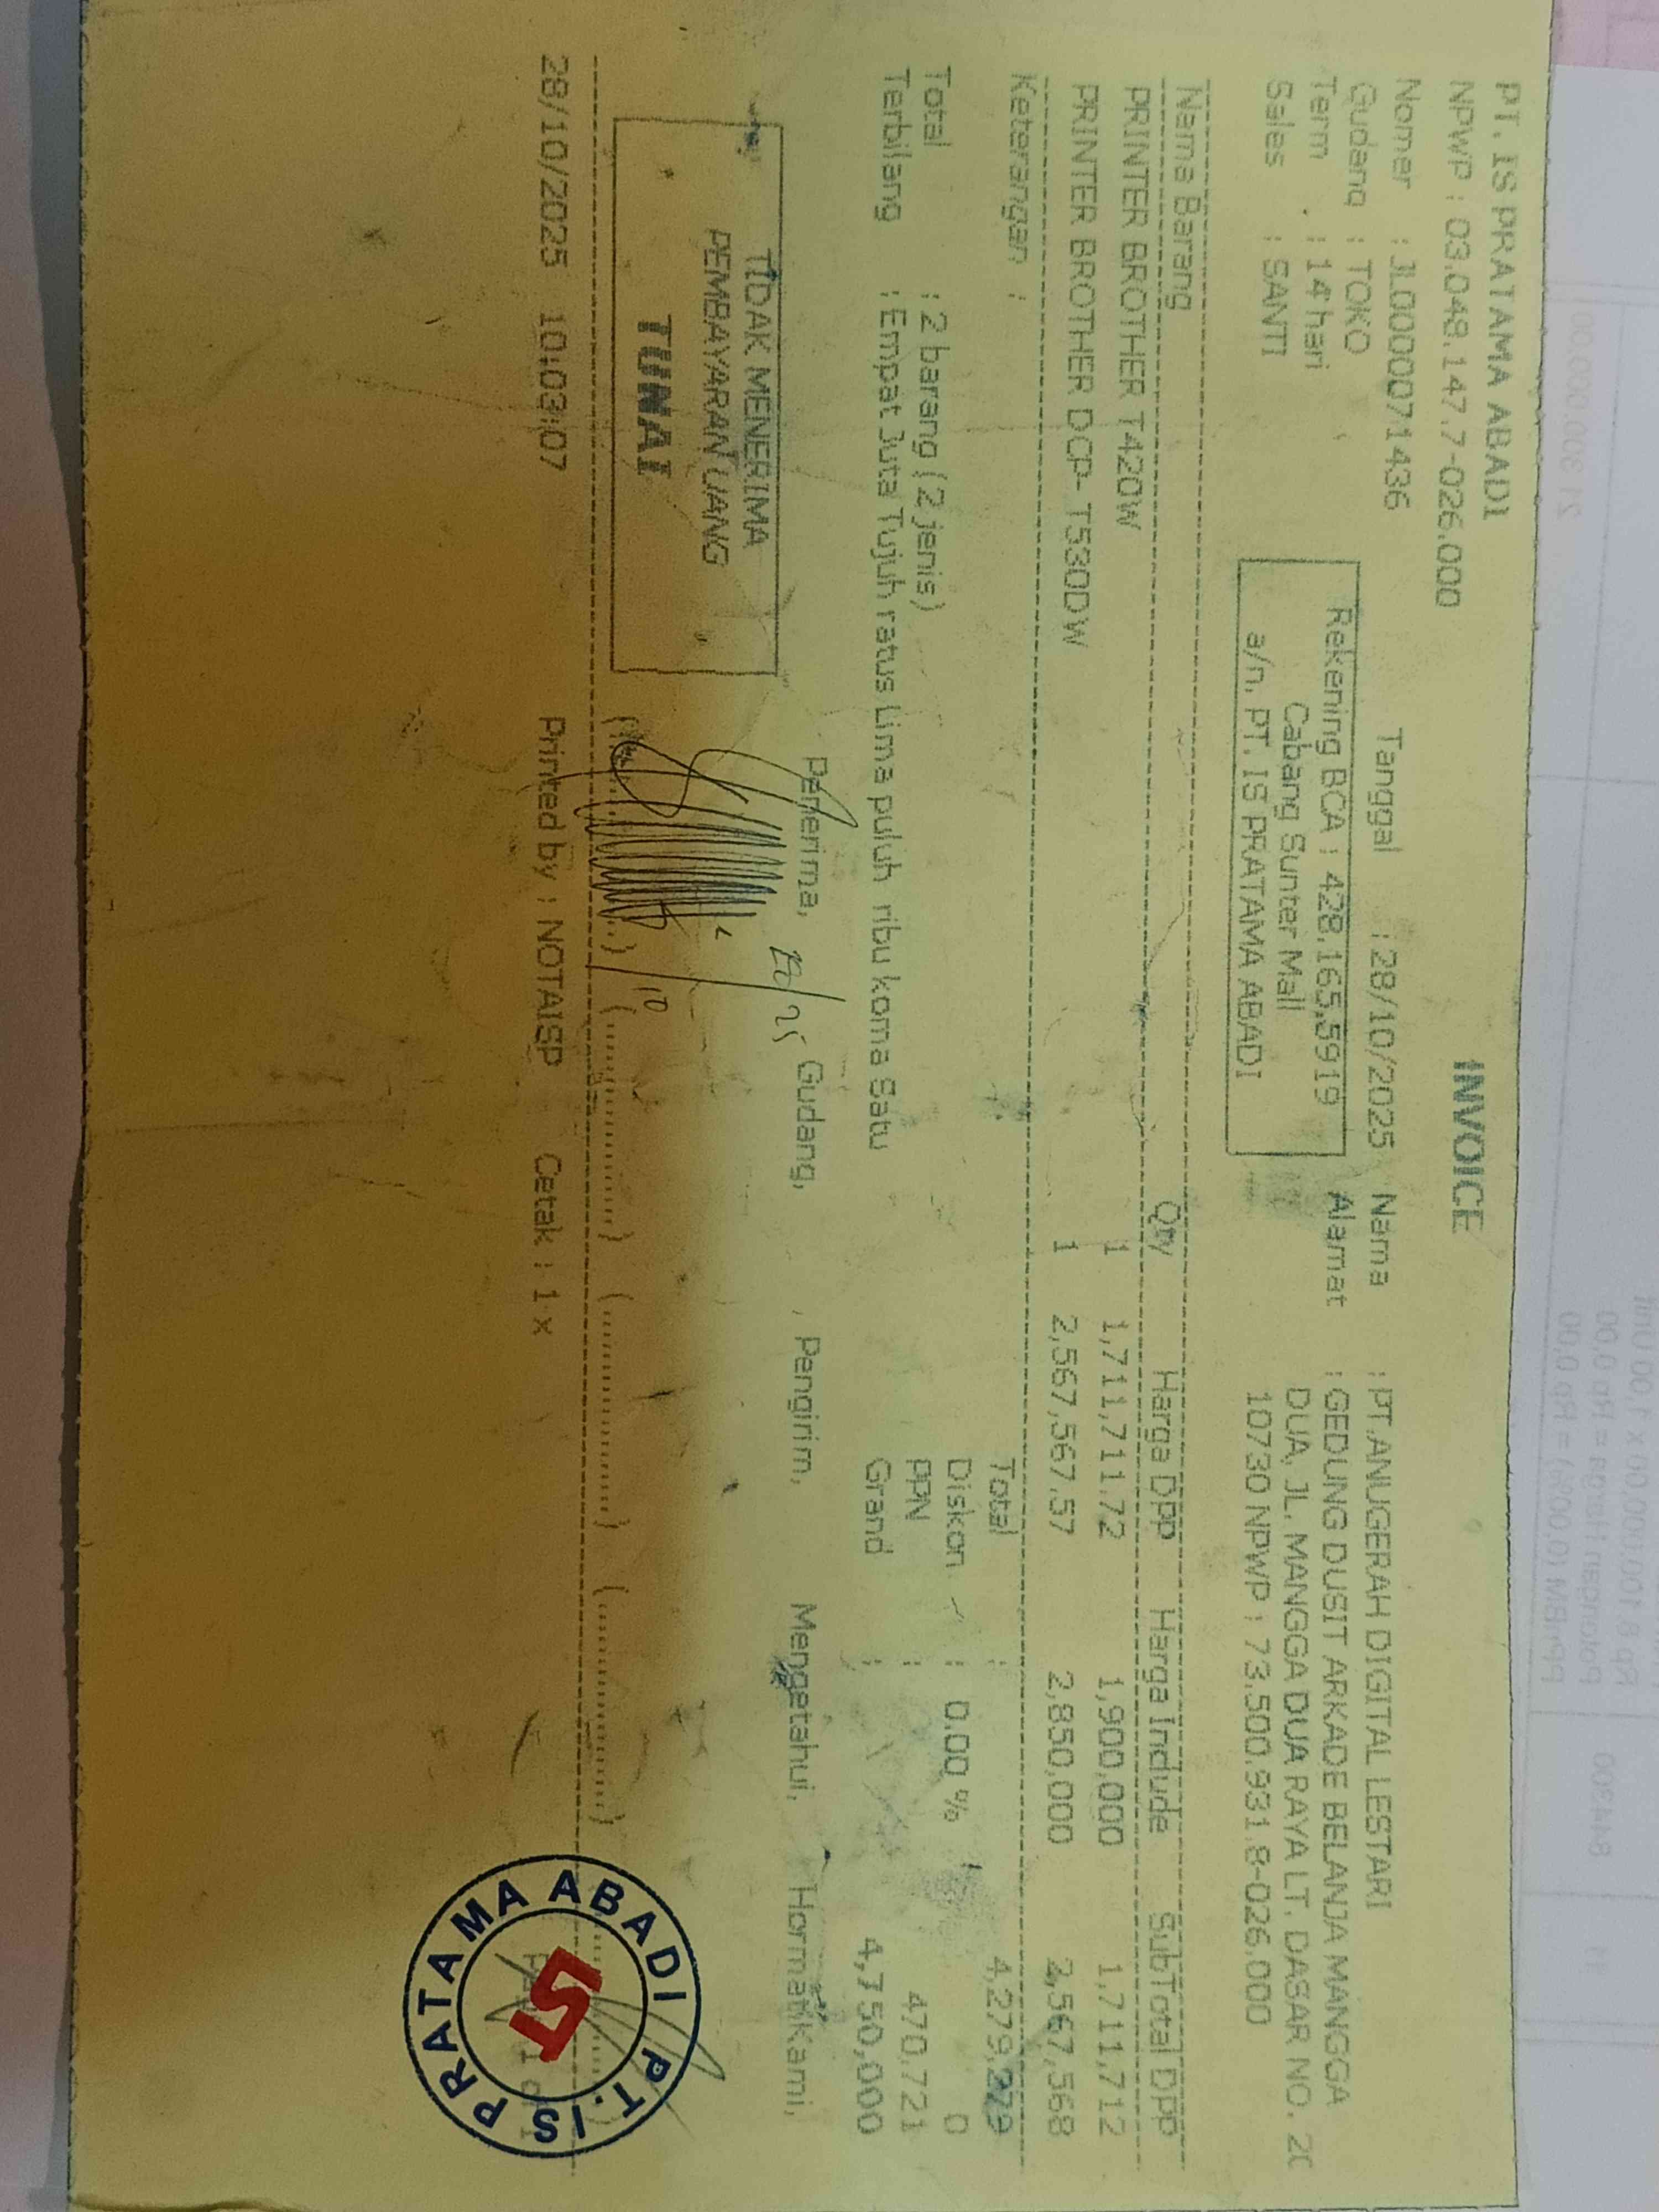 PT. IS PRATAMA ABADI
INVOICE
NPWP : 03.048.147.7-026.000
Nomer : JL0000071436
Tanggal : 28/10/2025
Nama : PT.ANUGERAH DIGITAL LESTARI
Gudang : TOKO
Alamat : GEDUNG DUSIT ARKADE BELANJA MANGGA
DUA, JL. MANGGA DUA RAYA LT. DASAR NO. 2C
10730 NPWP : 73.500.931.8-026.000
Term : 14 hari
Sales : SANTI
Rekening BCA : 428.165.5919
Cabang Sunter Mall
a/n. PT. IS PRATAMA ABADI
Nama Barang Qty Harga DPP Harga Include SubTotal DPP
PRINTER BROTHER T420W 1 1,711,711.72 1,900,000 1,711,712
PRINTER BROTHER DCP- T530DW 1 2,567,567.57 2,850,000 2,567,568
Keterangan :
Total : 4,279,279
Total : 2 barang (2 jenis)
Diskon : 0.00 % 0
PPN : 470,721
Terbilang : Empat Juta Tujuh ratus Lima puluh ribu koma Satu
Grand : 4,750,000
Penerima, Gudang, Pengirim, Mengetahui, Hormat Kami,
TIDAK MENERIMA
PEMBAYARAN UANG
TUNAI
28/10/2025 10:03:07 Printed by : NOTAISP Cetak : 1 x
PT. IS PRATAMA ABADI